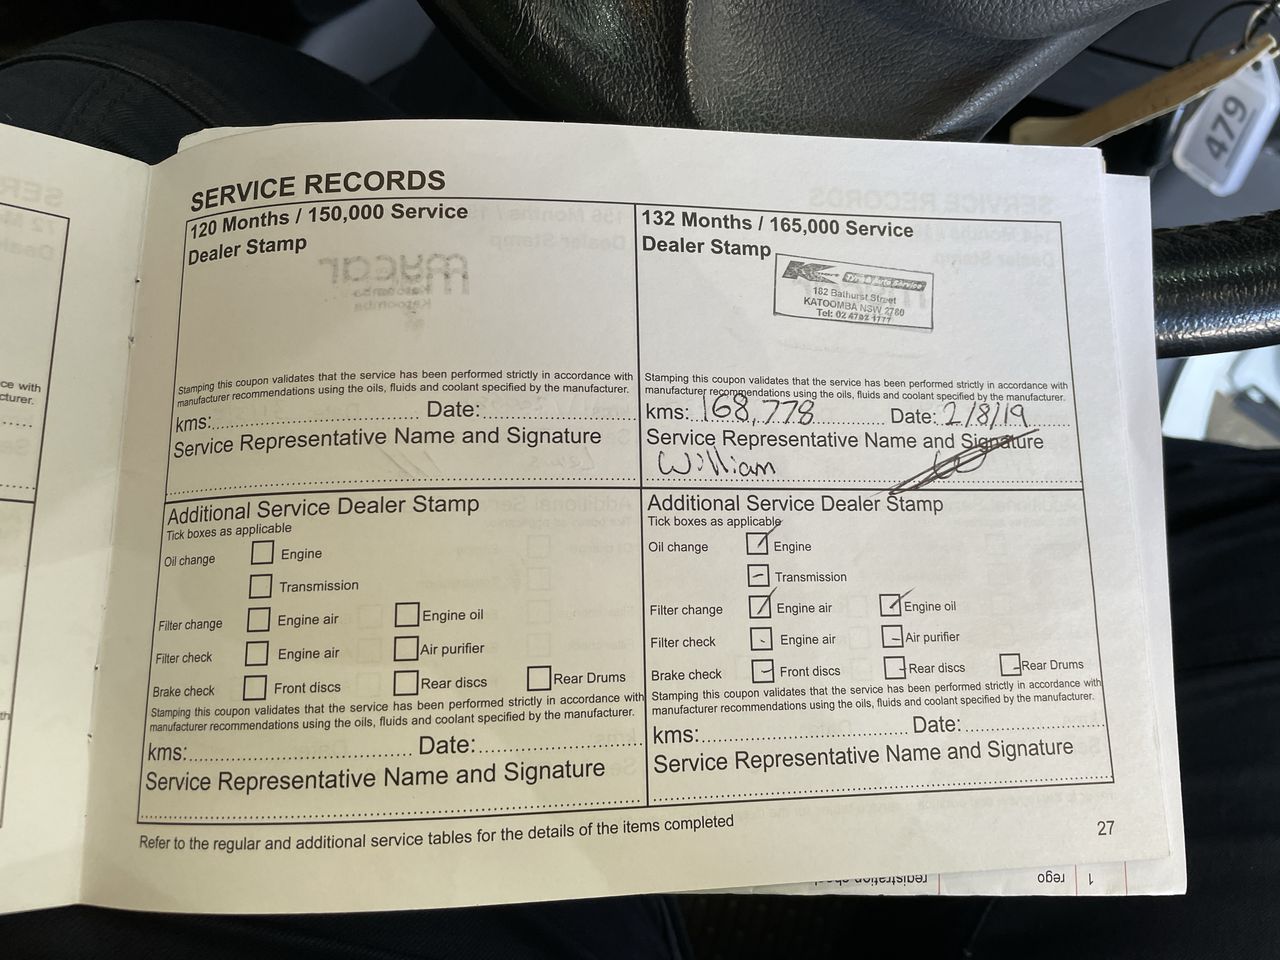 SERVICE RECORDS
120 Months / 150,000 Service
Dealer Stamp
Stamping this coupon validates that the service has been performed strictly in accordance with
manufacturer recommendations using the oils, fluids and coolant specified by the manufacturer.
kms: Date:
Service Representative Name and Signature
Additional Service Dealer Stamp
Tick boxes as applicable
Oil change Engine
Transmission
Filter change Engine air Engine oil
Filter check Engine air Air purifier
Brake check Front discs Rear discs Rear Drums
Stamping this coupon validates that the service has been performed strictly in accordance with
manufacturer recommendations using the oils, fluids and coolant specified by the manufacturer.
kms: Date:
Service Representative Name and Signature
132 Months / 165,000 Service
Dealer Stamp
Tyre & Auto Service
182 Bathurst Street
KATOOMBA NSW 2780
Tel: 02 4782 1777
Stamping this coupon validates that the service has been performed strictly in accordance with
manufacturer recommendations using the oils, fluids and coolant specified by the manufacturer.
kms: 168,778 Date: 2/8/19
Service Representative Name and Signature
William
Additional Service Dealer Stamp
Tick boxes as applicable
Oil change Engine
Transmission
Filter change Engine air Engine oil
Filter check Engine air Air purifier
Brake check Front discs Rear discs Rear Drums
Stamping this coupon validates that the service has been performed strictly in accordance with
manufacturer recommendations using the oils, fluids and coolant specified by the manufacturer.
kms: Date:
Service Representative Name and Signature
Refer to the regular and additional service tables for the details of the items completed
27
479
1 rego registration